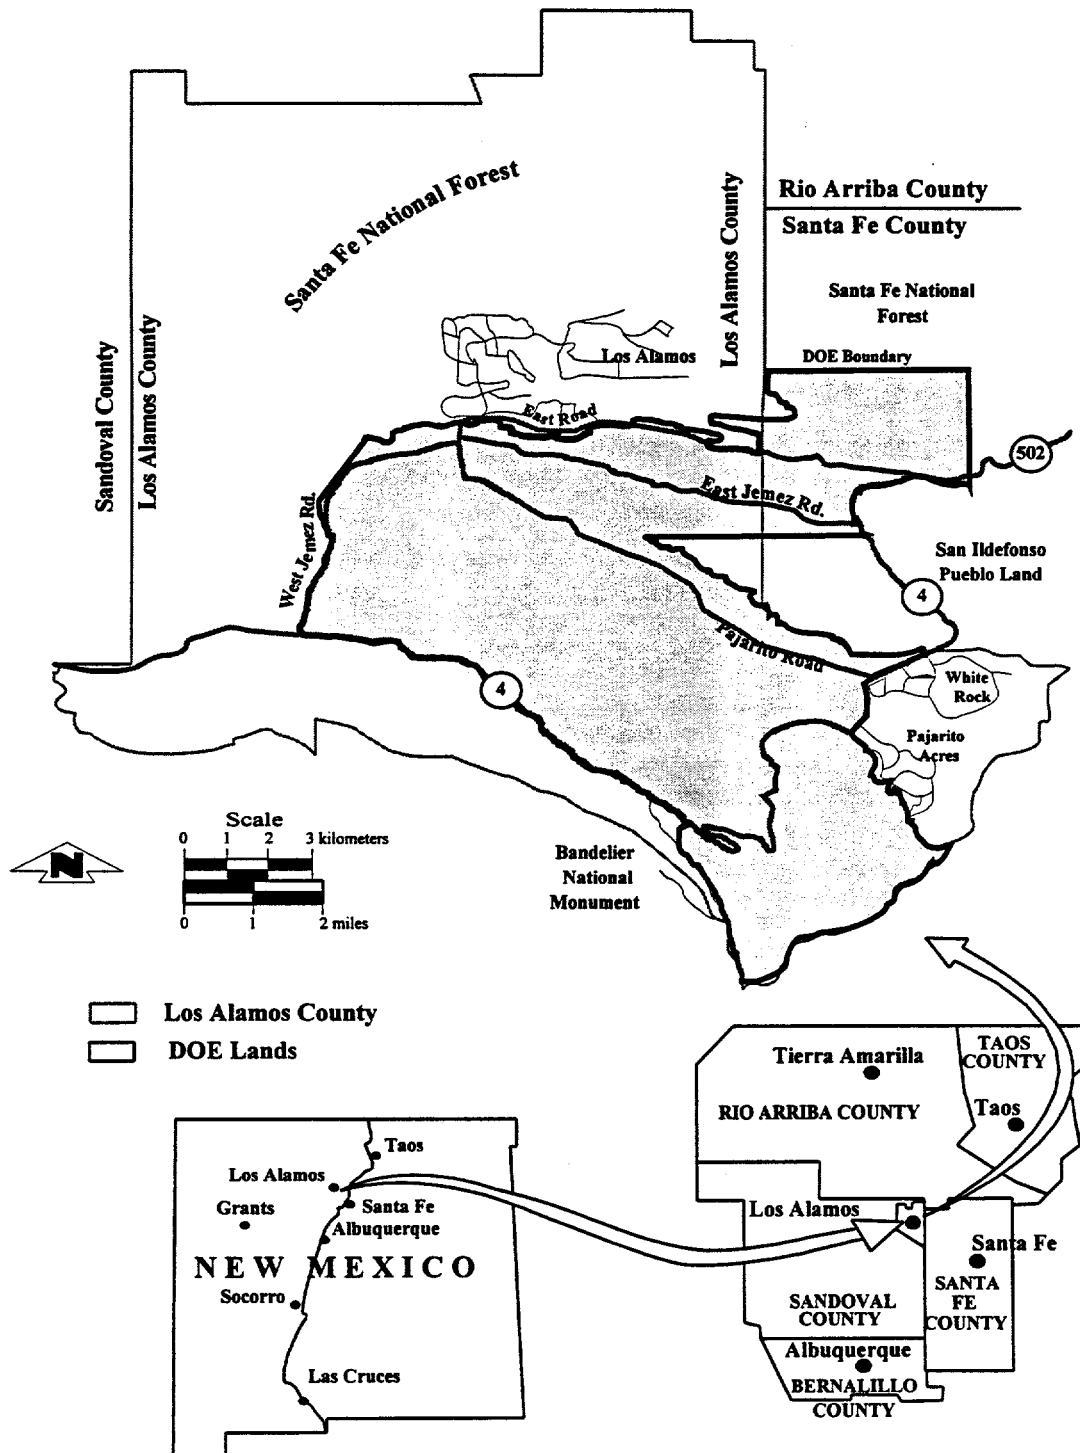 Santa Fe National Forest
Rio Arriba County
Santa Fe County
Los Alamos County
Santa Fe National
Forest
DOE Boundary
Los Alamos
Sandoval County
Los Alamos County
East Road
502
East Jemez Rd.
West Jemez Rd.
San Ildefonso
Pueblo Land
4
Pajarito Road
4
White
Rock
Pajarito
Acres
Scale
0 1 2 3 kilometers
0 1 2 miles
N
Bandelier
National
Monument
Los Alamos County
DOE Lands
Tierra Amarilla
TAOS
COUNTY
RIO ARRIBA COUNTY
Taos
Los Alamos
Santa Fe
SANDOVAL
COUNTY
SANTA
FE
COUNTY
Albuquerque
BERNALILLO
COUNTY
Taos
Los Alamos
Santa Fe
Grants
Albuquerque
NEW MEXICO
Socorro
Las Cruces